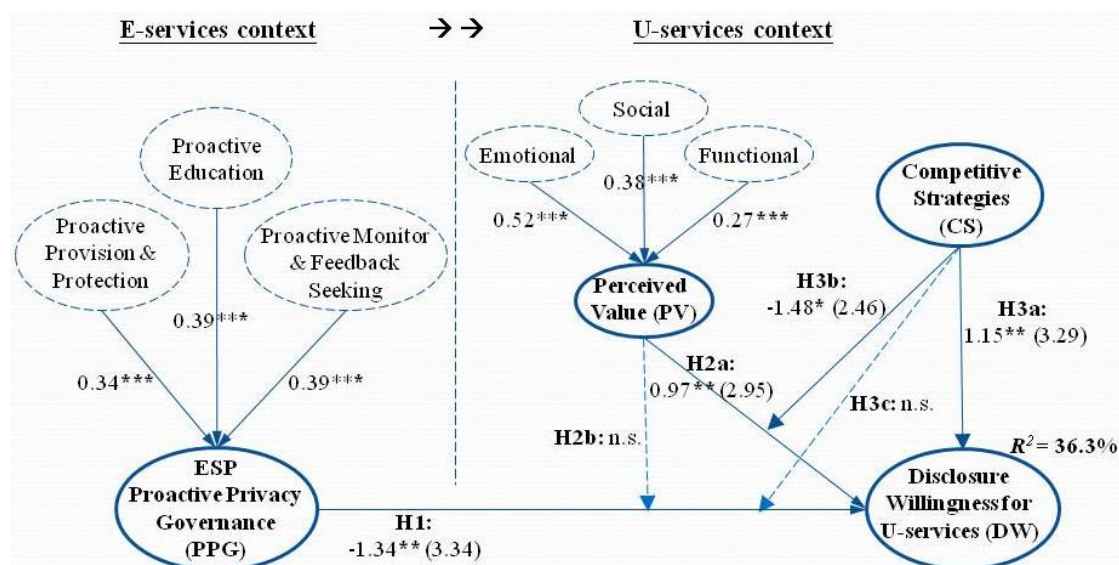 E-services context
→ →
U-services context
Proactive
Education
Proactive
Provision &
Protection
Proactive Monitor
& Feedback
Seeking
0.34***
0.39***
0.39***
ESP
Proactive Privacy
Governance
(PPG)
Social
Emotional
Functional
0.52***
0.38***
0.27***
Perceived
Value (PV)
Competitive
Strategies
(CS)
H3b:
-1.48* (2.46)
H3a:
1.15** (3.29)
H2a:
0.97** (2.95)
H2b: n.s.
H3c: n.s.
R²= 36.3%
Disclosure
Willingness for
U-services (DW)
H1:
-1.34** (3.34)